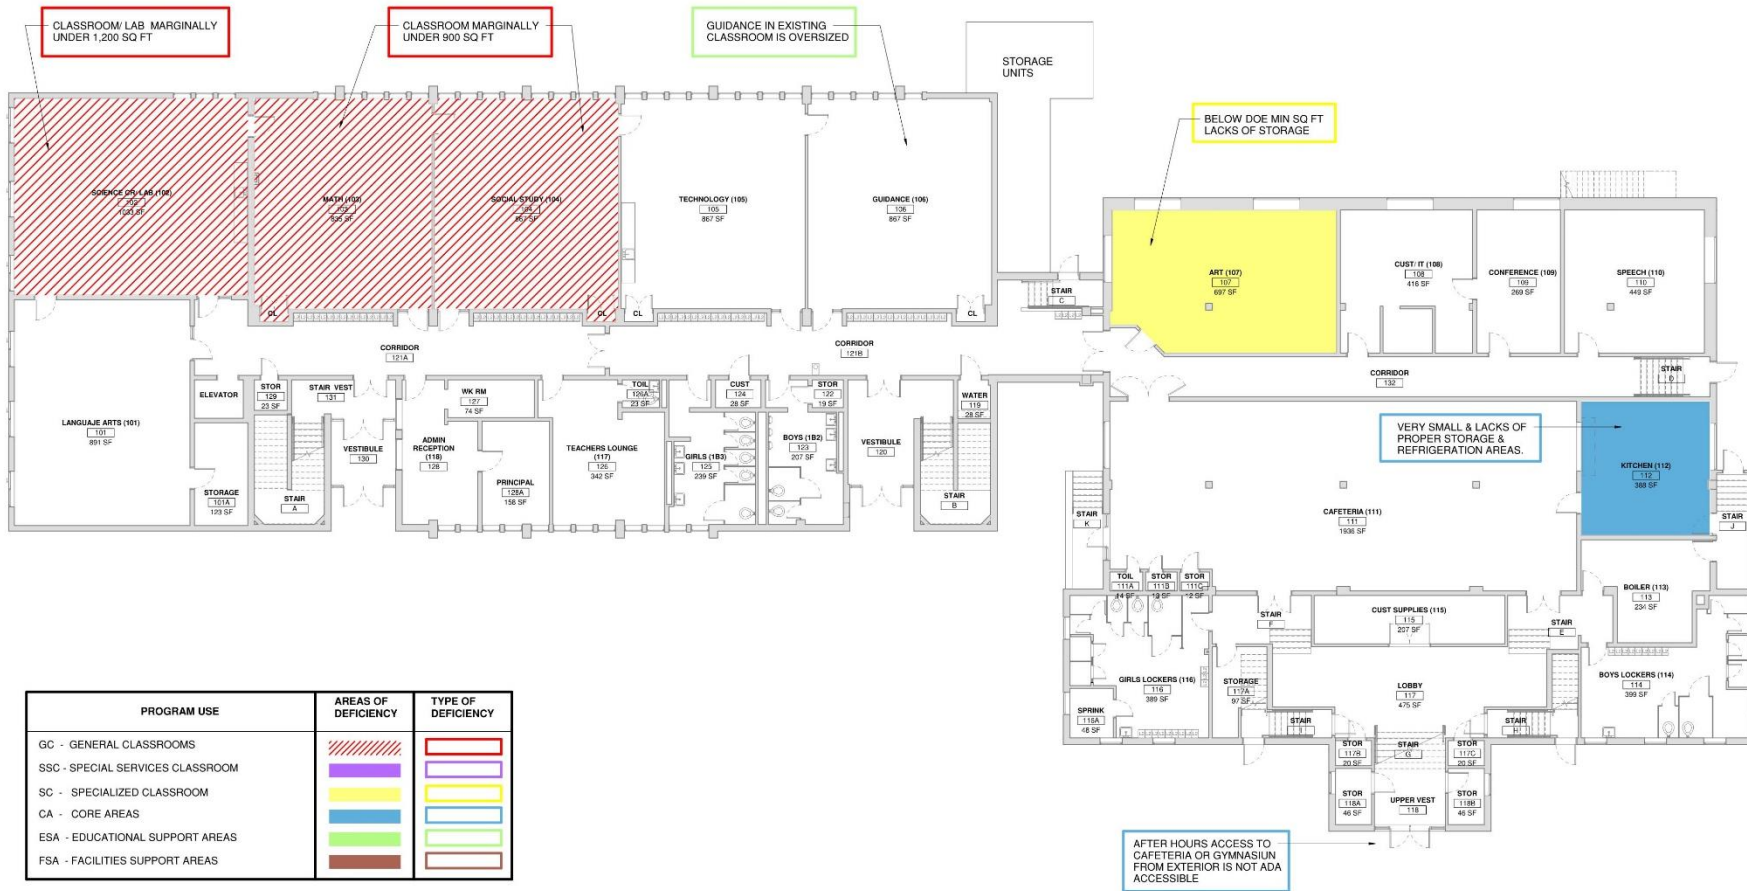 CLASSROOM/ LAB MARGINALLY
UNDER 1,200 SQ FT
CLASSROOM MARGINALLY
UNDER 900 SQ FT
GUIDANCE IN EXISTING
CLASSROOM IS OVERSIZED
STORAGE
UNITS
BELOW DOE MIN SQ FT
LACKS OF STORAGE
SCIENCE CR/ LAB (102)
102
1033 SF
MATH (103)
103
835 SF
SOCIAL STUDY (104)
104
867 SF
TECHNOLOGY (105)
105
867 SF
GUIDANCE (106)
106
867 SF
CL
CL
CL
STAIR
C
ART (107)
107
697 SF
CUST/ IT (108)
108
416 SF
CONFERENCE (109)
109
269 SF
SPEECH (110)
110
449 SF
CORRIDOR
121A
CORRIDOR
121B
CORRIDOR
132
STAIR
D
LANGUAJE ARTS (101)
101
891 SF
ELEVATOR
STOR
129
23 SF
STAIR VEST
131
WK RM
127
74 SF
TOIL
126A
23 SF
CUST
124
28 SF
STOR
122
19 SF
WATER
119
28 SF
STORAGE
101A
123 SF
STAIR
A
VESTIBULE
130
ADMIN
RECEPTION
(118)
128
PRINCIPAL
128A
158 SF
TEACHERS LOUNGE
(117)
126
342 SF
GIRLS (1B3)
125
239 SF
BOYS (1B2)
123
207 SF
VESTIBULE
120
STAIR
B
VERY SMALL & LACKS OF
PROPER STORAGE &
REFRIGERATION AREAS.
KITCHEN (112)
112
388 SF
STAIR
K
CAFETERIA (111)
111
1936 SF
STAIR
J
TOIL
111A
14 SF
STOR
111B
STOR
111C
12 SF
BOILER (113)
113
234 SF
STAIR
F
CUST SUPPLIES (115)
115
207 SF
STAIR
E
GIRLS LOCKERS (116)
116
389 SF
STORAGE
117A
97 SF
LOBBY
117
475 SF
BOYS LOCKERS (114)
114
399 SF
SPRINK
116A
48 SF
STAIR
I
STAIR
H
STOR
117B
20 SF
STAIR
G
STOR
117C
20 SF
STOR
118A
46 SF
UPPER VEST
118
STOR
118B
46 SF
AFTER HOURS ACCESS TO
CAFETERIA OR GYMNASIUN
FROM EXTERIOR IS NOT ADA
ACCESSIBLE
PROGRAM USE
AREAS OF
DEFICIENCY
TYPE OF
DEFICIENCY
GC - GENERAL CLASSROOMS
SSC - SPECIAL SERVICES CLASSROOM
SC - SPECIALIZED CLASSROOM
CA - CORE AREAS
ESA - EDUCATIONAL SUPPORT AREAS
FSA - FACILITIES SUPPORT AREAS